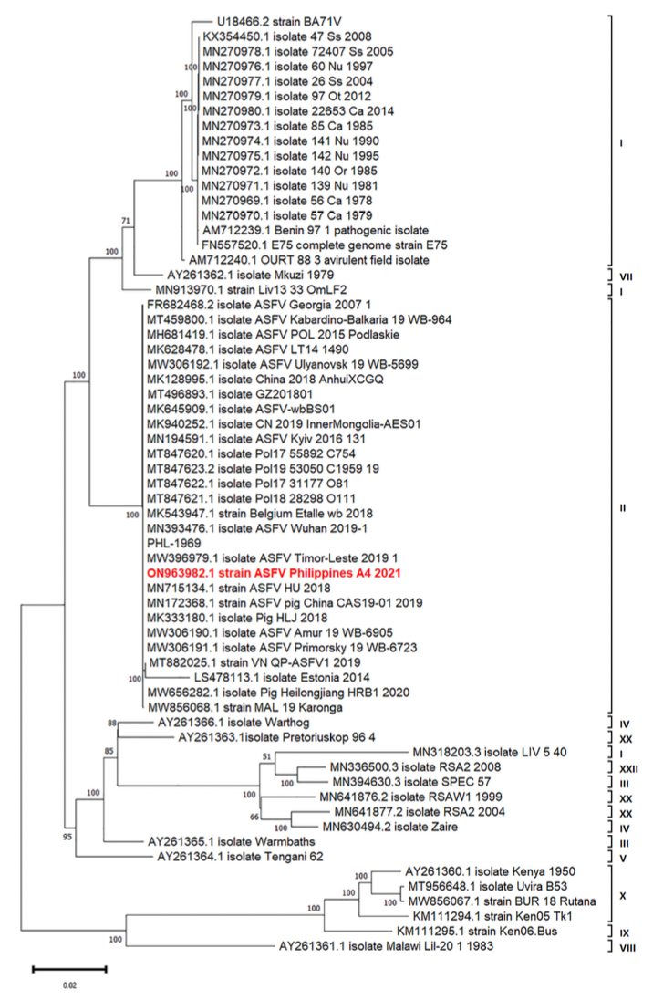 U18466.2 strain BA71V
KX354450.1 isolate 47 Ss 2008
MN270978.1 isolate 72407 Ss 2005
100 MN270976.1 isolate 60 Nu 1997
MN270977.1 isolate 26 Ss 2004
100 MN270979.1 isolate 97 Ot 2012
100 MN270980.1 isolate 22653 Ca 2014
MN270973.1 isolate 85 Ca 1985
MN270974.1 isolate 141 Nu 1990
I
MN270975.1 isolate 142 Nu 1995
100 MN270972.1 isolate 140 Or 1985
100 MN270971.1 isolate 139 Nu 1981
MN270969.1 isolate 56 Ca 1978
MN270970.1 isolate 57 Ca 1979
71 AM712239.1 Benin 97 1 pathogenic isolate
FN557520.1 E75 complete genome strain E75
100 AM712240.1 OURT 88 3 avirulent field isolate
AY261362.1 isolate Mkuzi 1979 VII
MN913970.1 strain Liv13 33 OmLF2 I
FR682468.2 isolate ASFV Georgia 2007 1
MT459800.1 isolate ASFV Kabardino-Balkaria 19 WB-964
MH681419.1 isolate ASFV POL 2015 Podlaskie
MK628478.1 isolate ASFV LT14 1490
MW306192.1 isolate ASFV Ulyanovsk 19 WB-5699
100 MK128995.1 isolate China 2018 AnhuiXCGQ
MT496893.1 isolate GZ201801
MK645909.1 isolate ASFV-wbBS01
MK940252.1 isolate CN 2019 InnerMongolia-AES01
MN194591.1 isolate ASFV Kyiv 2016 131
MT847620.1 isolate Pol17 55892 C754
MT847623.2 isolate Pol19 53050 C1959 19
MT847622.1 isolate Pol17 31177 O81
MT847621.1 isolate Pol18 28298 O111
II
100 MK543947.1 strain Belgium Etalle wb 2018
MN393476.1 isolate ASFV Wuhan 2019-1
PHL-1969
MW396979.1 isolate ASFV Timor-Leste 2019 1
ON963982.1 strain ASFV Philippines A4 2021
MN715134.1 strain ASFV HU 2018
MN172368.1 strain ASFV pig China CAS19-01 2019
MK333180.1 isolate Pig HLJ 2018
MW306190.1 isolate ASFV Amur 19 WB-6905
MW306191.1 isolate ASFV Primorsky 19 WB-6723
MT882025.1 strain VN QP-ASFV1 2019
100 LS478113.1 isolate Estonia 2014
MW656282.1 isolate Pig Heilongjiang HRB1 2020
MW856068.1 strain MAL 19 Karonga
88 AY261366.1 isolate Warthog IV
AY261363.1isolate Pretoriuskop 96 4 XX
85 51 MN318203.3 isolate LIV 5 40 I
MN336500.3 isolate RSA2 2008 XXII
100 MN394630.3 isolate SPEC 57 III
100 100 MN641876.2 isolate RSAW1 1999 XX
66 MN641877.2 isolate RSA2 2004 XX
100 MN630494.2 isolate Zaire IV
95 AY261365.1 isolate Warmbaths III
AY261364.1 isolate Tengani 62 V
100 AY261360.1 isolate Kenya 1950
100 MT956648.1 isolate Uvira B53
X
100 100 MW856067.1 strain BUR 18 Rutana
KM111294.1 strain Ken05 Tk1
KM111295.1 strain Ken06.Bus IX
100 AY261361.1 isolate Malawi Lil-20 1 1983 VIII
0.02